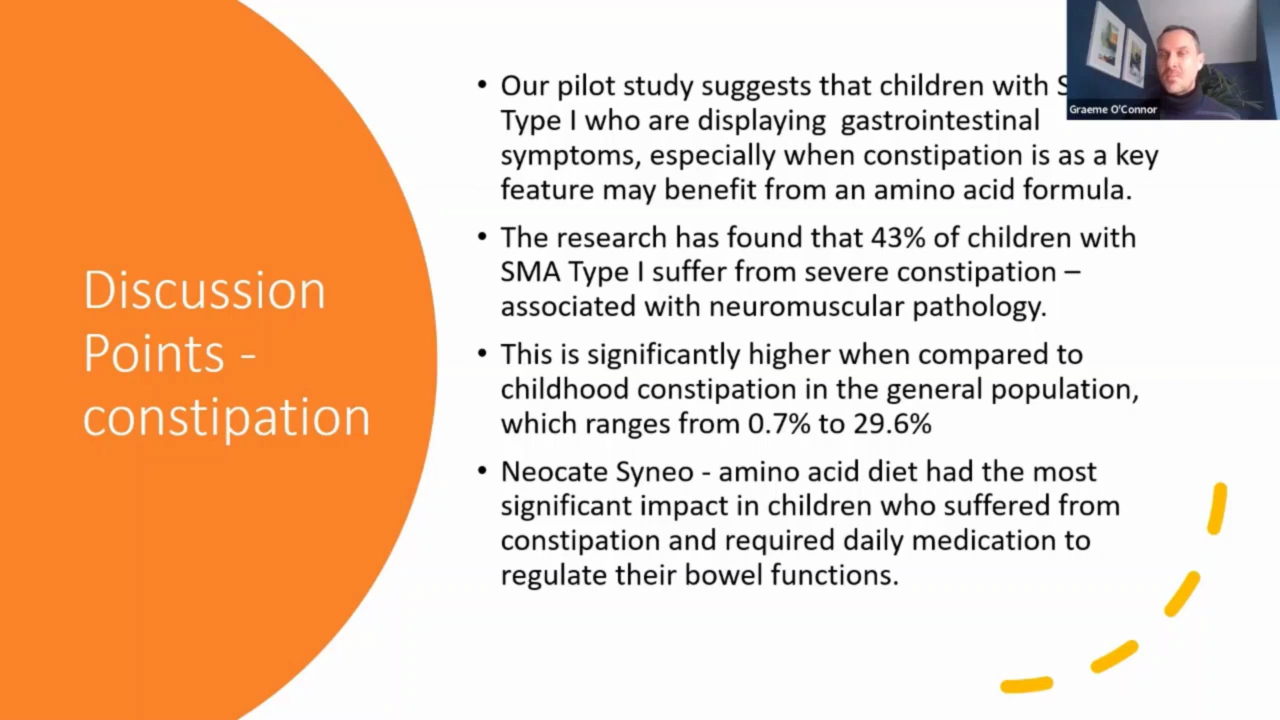 Discussion
Points -
constipation
• Our pilot study suggests that children with
Type I who are displaying gastrointestinal
symptoms, especially when constipation is as a key
feature may benefit from an amino acid formula.
• The research has found that 43% of children with
SMA Type I suffer from severe constipation –
associated with neuromuscular pathology.
• This is significantly higher when compared to
childhood constipation in the general population,
which ranges from 0.7% to 29.6%
• Neocate Syneo - amino acid diet had the most
significant impact in children who suffered from
constipation and required daily medication to
regulate their bowel functions.
Graeme O'Connor